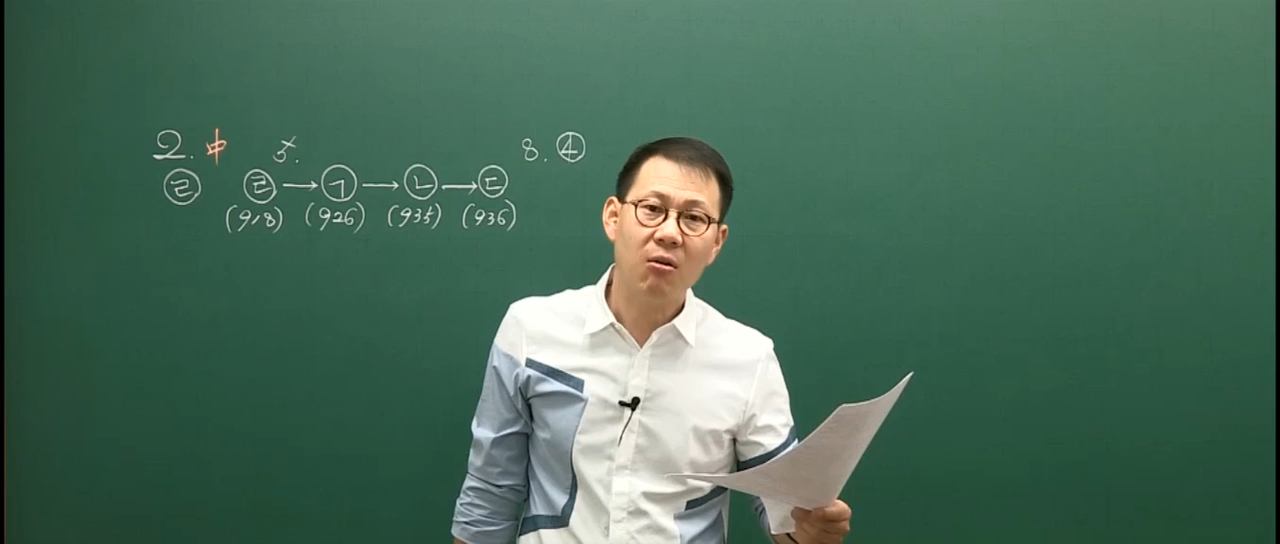 2. 中
㉣
5.
㉣ → ㉠ → ㉡ → ㉢
(918) (926) (935) (936)
8. ④